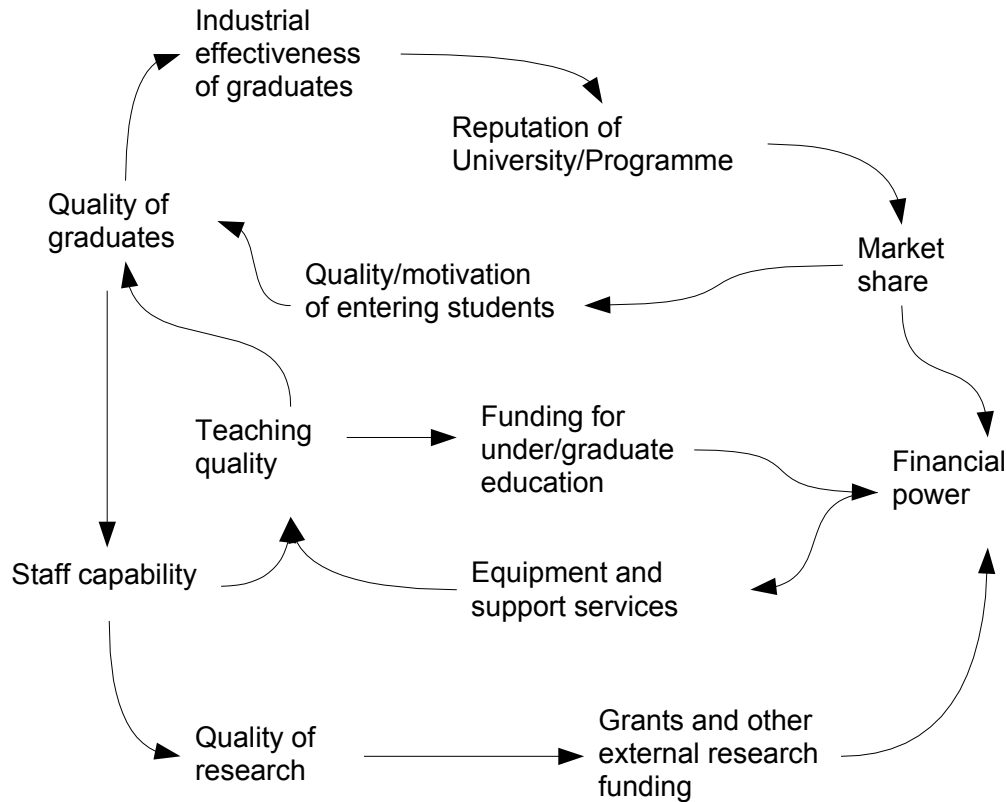 Industrial
effectiveness
of graduates
Reputation of
University/Programme
Quality of
graduates
Market
share
Quality/motivation
of entering students
Teaching
quality
Funding for
under/graduate
education
Financial
power
Staff capability
Equipment and
support services
Quality of
research
Grants and other
external research
funding